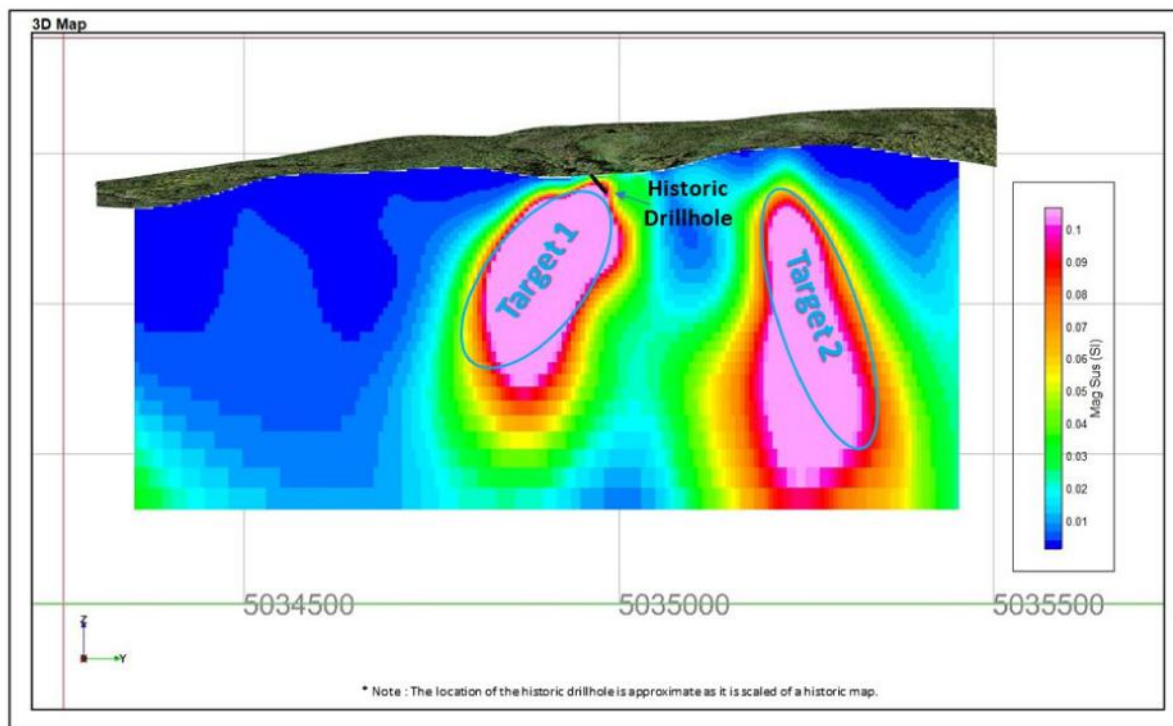 3D Map
Historic
Drillhole
Target 1
Target 2
0.1
0.09
0.08
0.07
0.06
0.05
0.04
0.03
0.02
0.01
Mag Sus (SI)
5034500
5035000
5035500
Z
Y
* Note : The location of the historic drillhole is approximate as it is scaled of a historic map.